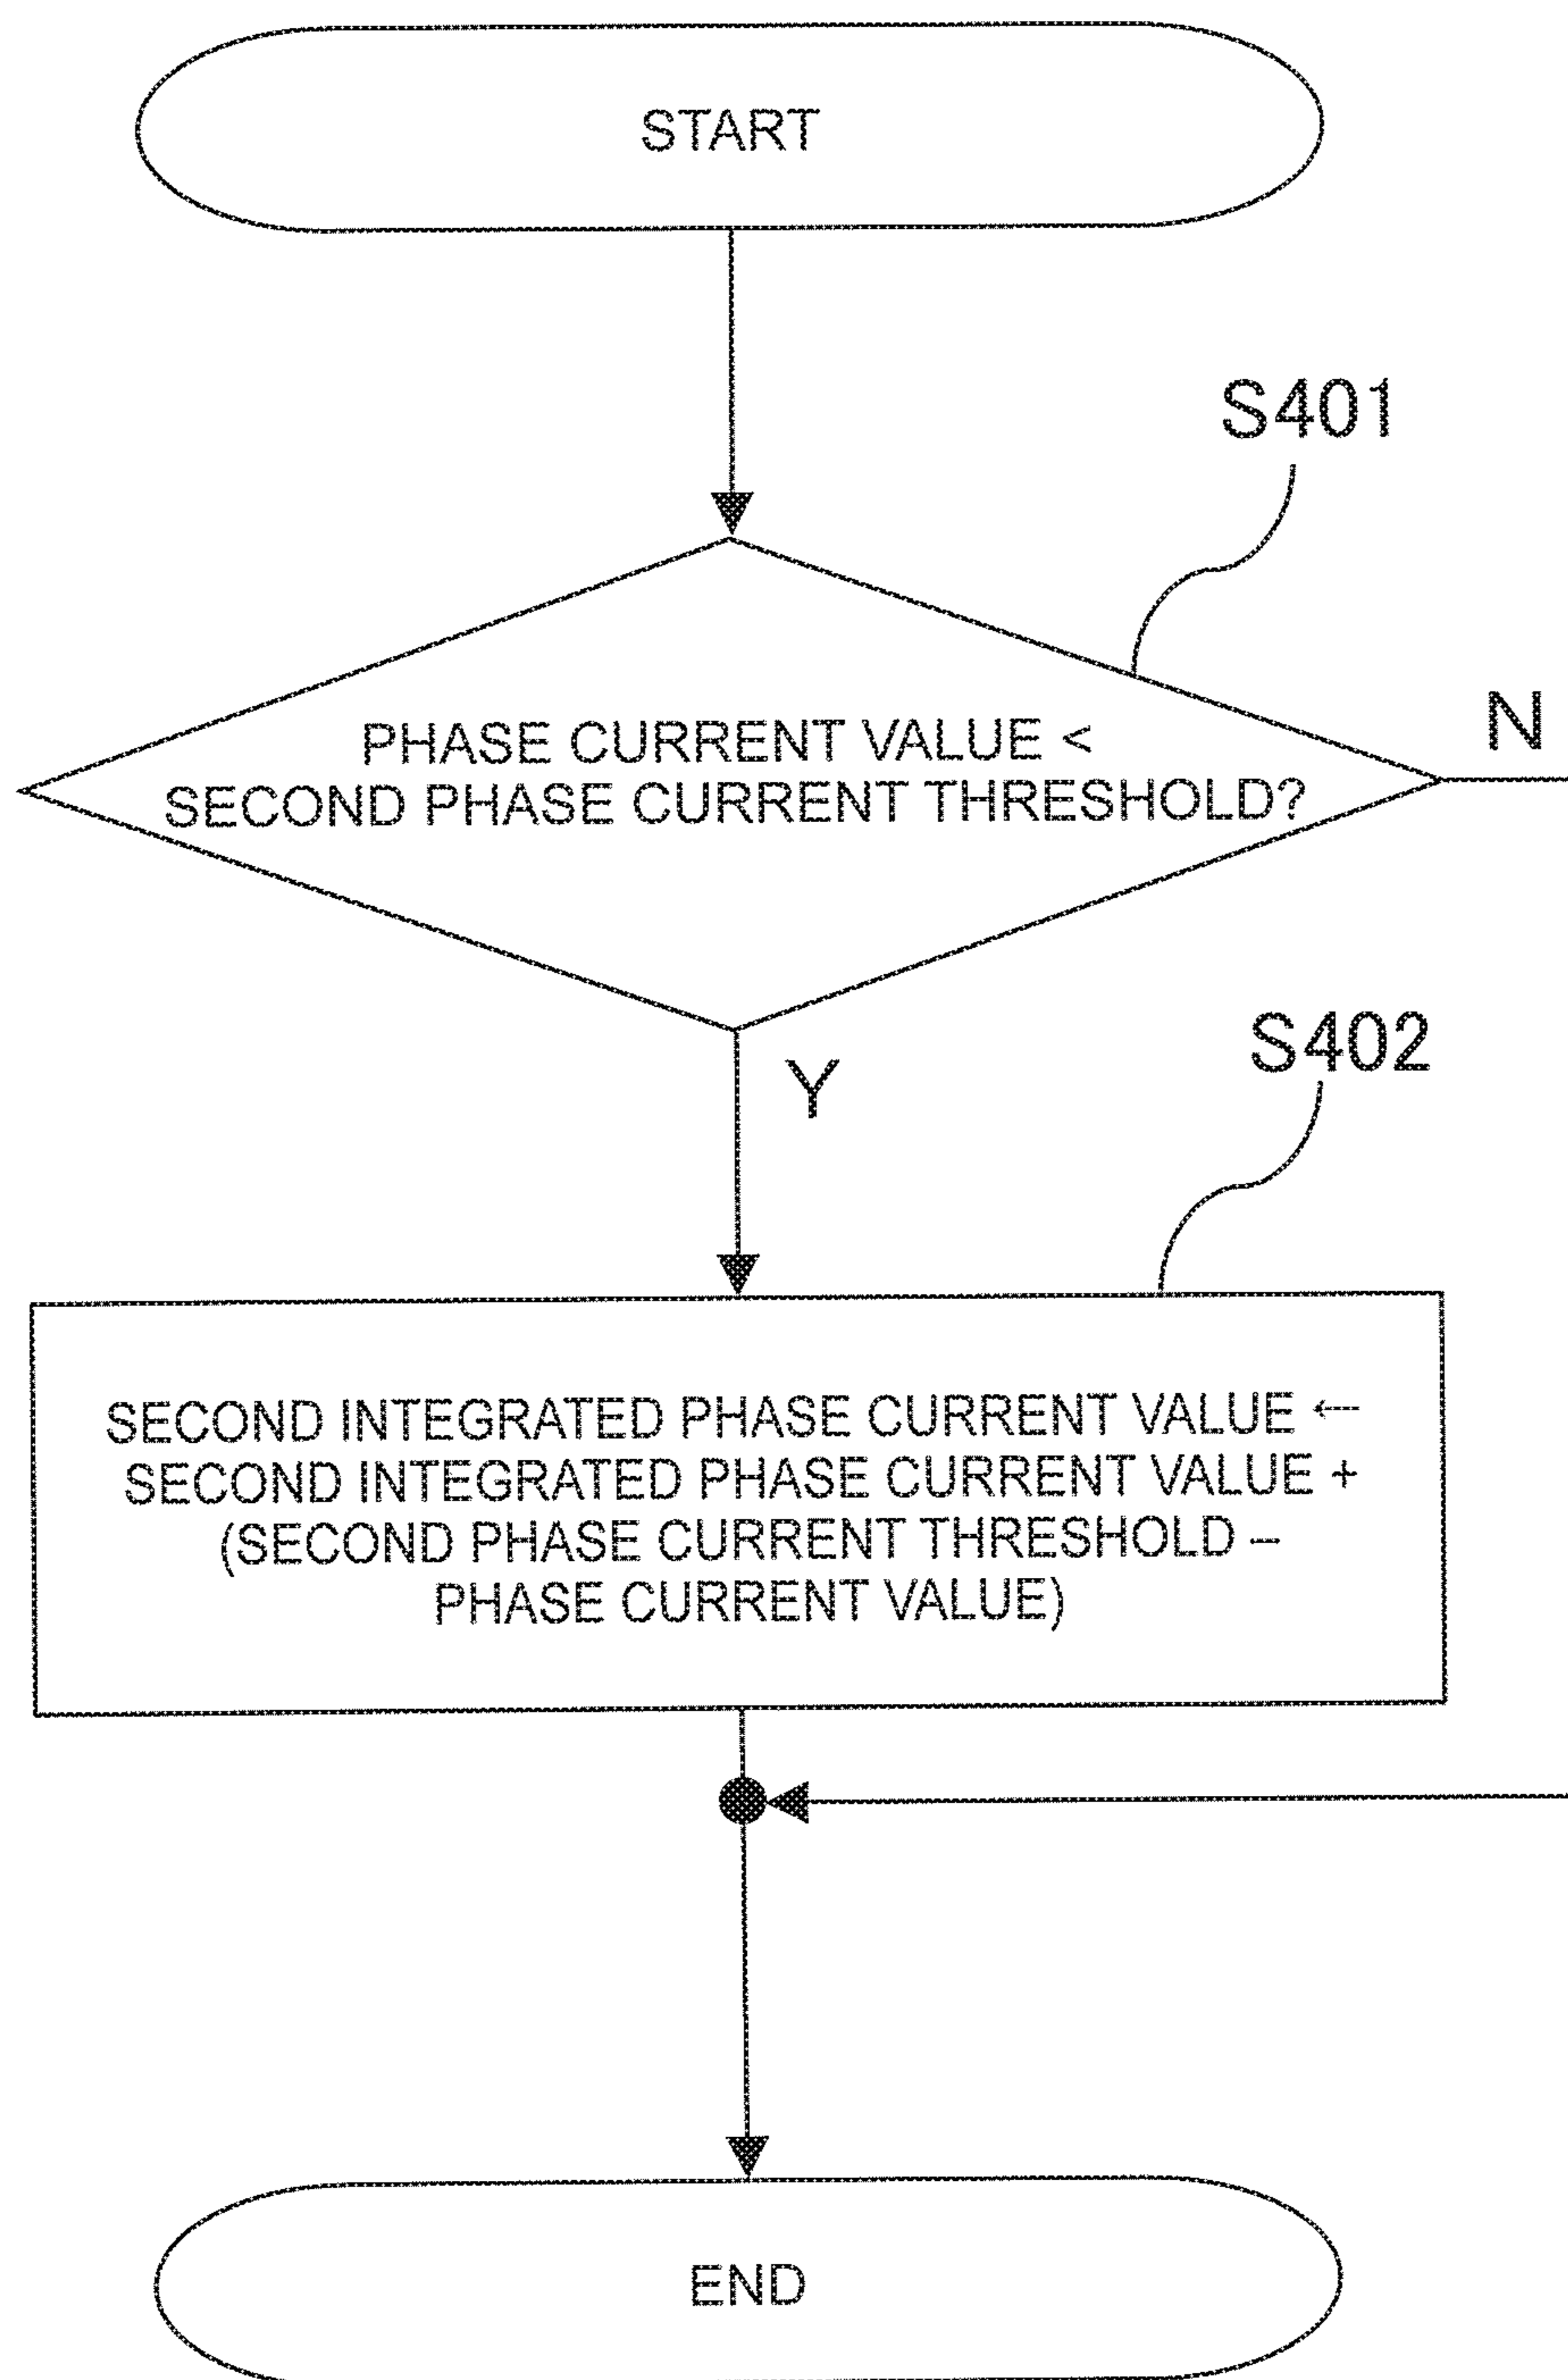 START
S401
PHASE CURRENT VALUE <
SECOND PHASE CURRENT THRESHOLD?
N
Y
S402
SECOND INTEGRATED PHASE CURRENT VALUE ←
SECOND INTEGRATED PHASE CURRENT VALUE +
(SECOND PHASE CURRENT THRESHOLD –
PHASE CURRENT VALUE)
END